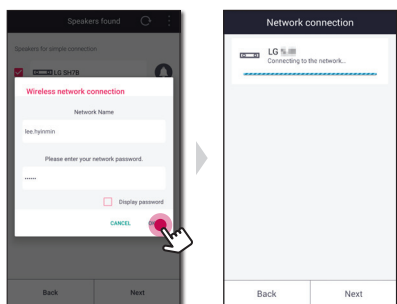 Speakers found
Speakers for simple connection
LG SH7B
Wireless network connection
Network Name
lee.hyinmin
Please enter your network password.
......
Display password
CANCEL
Back
Next
Network connection
LG
Connecting to the network...
Back
Next